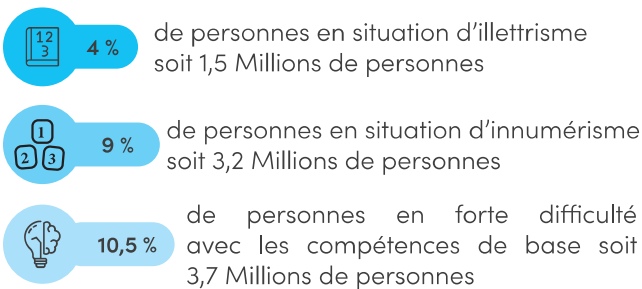 12
3
4 %
de personnes en situation d'illettrisme
soit 1,5 Millions de personnes
1
2 3
9 %
de personnes en situation d'innumérisme
soit 3,2 Millions de personnes
10,5 %
de personnes en forte difficulté
avec les compétences de base soit
3,7 Millions de personnes